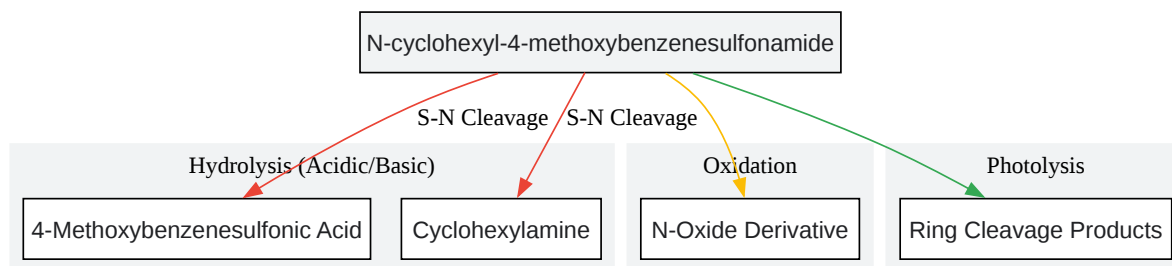 N-cyclohexyl-4-methoxybenzenesulfonamide
S-N Cleavage
S-N Cleavage
Hydrolysis (Acidic/Basic)
Oxidation
Photolysis
4-Methoxybenzenesulfonic Acid
Cyclohexylamine
N-Oxide Derivative
Ring Cleavage Products